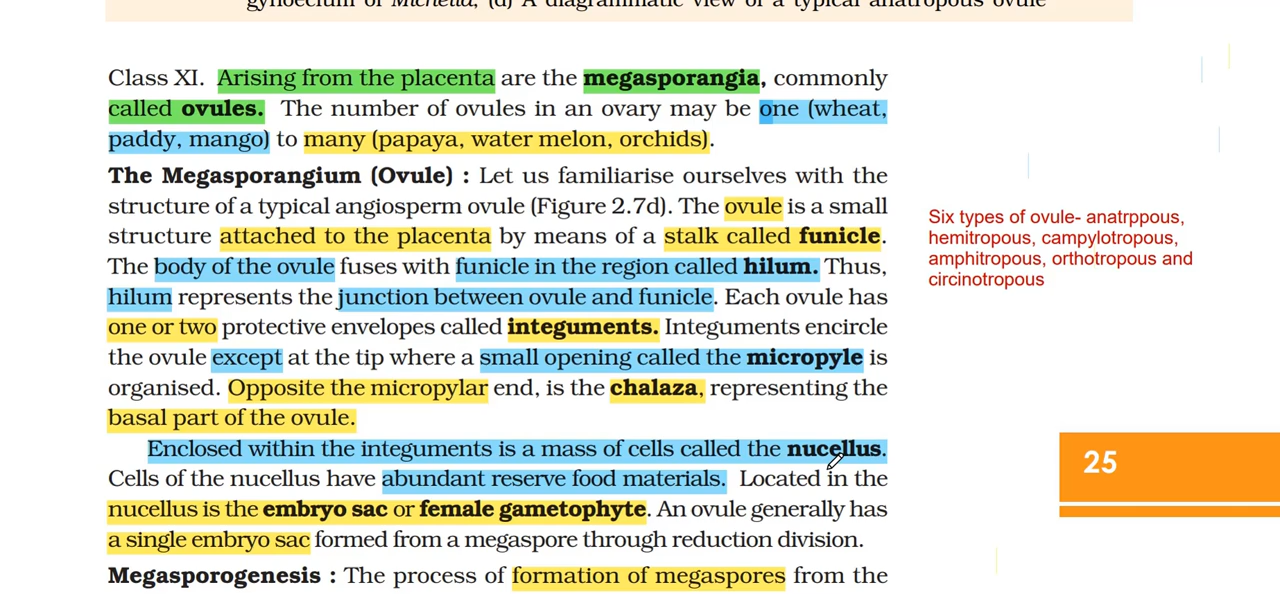 gynoecium of Michelia; (d) A diagrammatic view of a typical anatropous ovule
Class XI. Arising from the placenta are the megasporangia, commonly
called ovules. The number of ovules in an ovary may be one (wheat,
paddy, mango) to many (papaya, water melon, orchids).
The Megasporangium (Ovule) : Let us familiarise ourselves with the
structure of a typical angiosperm ovule (Figure 2.7d). The ovule is a small
structure attached to the placenta by means of a stalk called funicle.
The body of the ovule fuses with funicle in the region called hilum. Thus,
hilum represents the junction between ovule and funicle. Each ovule has
one or two protective envelopes called integuments. Integuments encircle
the ovule except at the tip where a small opening called the micropyle is
organised. Opposite the micropylar end, is the chalaza, representing the
basal part of the ovule.
Enclosed within the integuments is a mass of cells called the nucellus.
Cells of the nucellus have abundant reserve food materials. Located in the
nucellus is the embryo sac or female gametophyte. An ovule generally has
a single embryo sac formed from a megaspore through reduction division.
Megasporogenesis : The process of formation of megaspores from the
Six types of ovule- anatrppous,
hemitropous, campylotropous,
amphitropous, orthotropous and
circinotropous
25